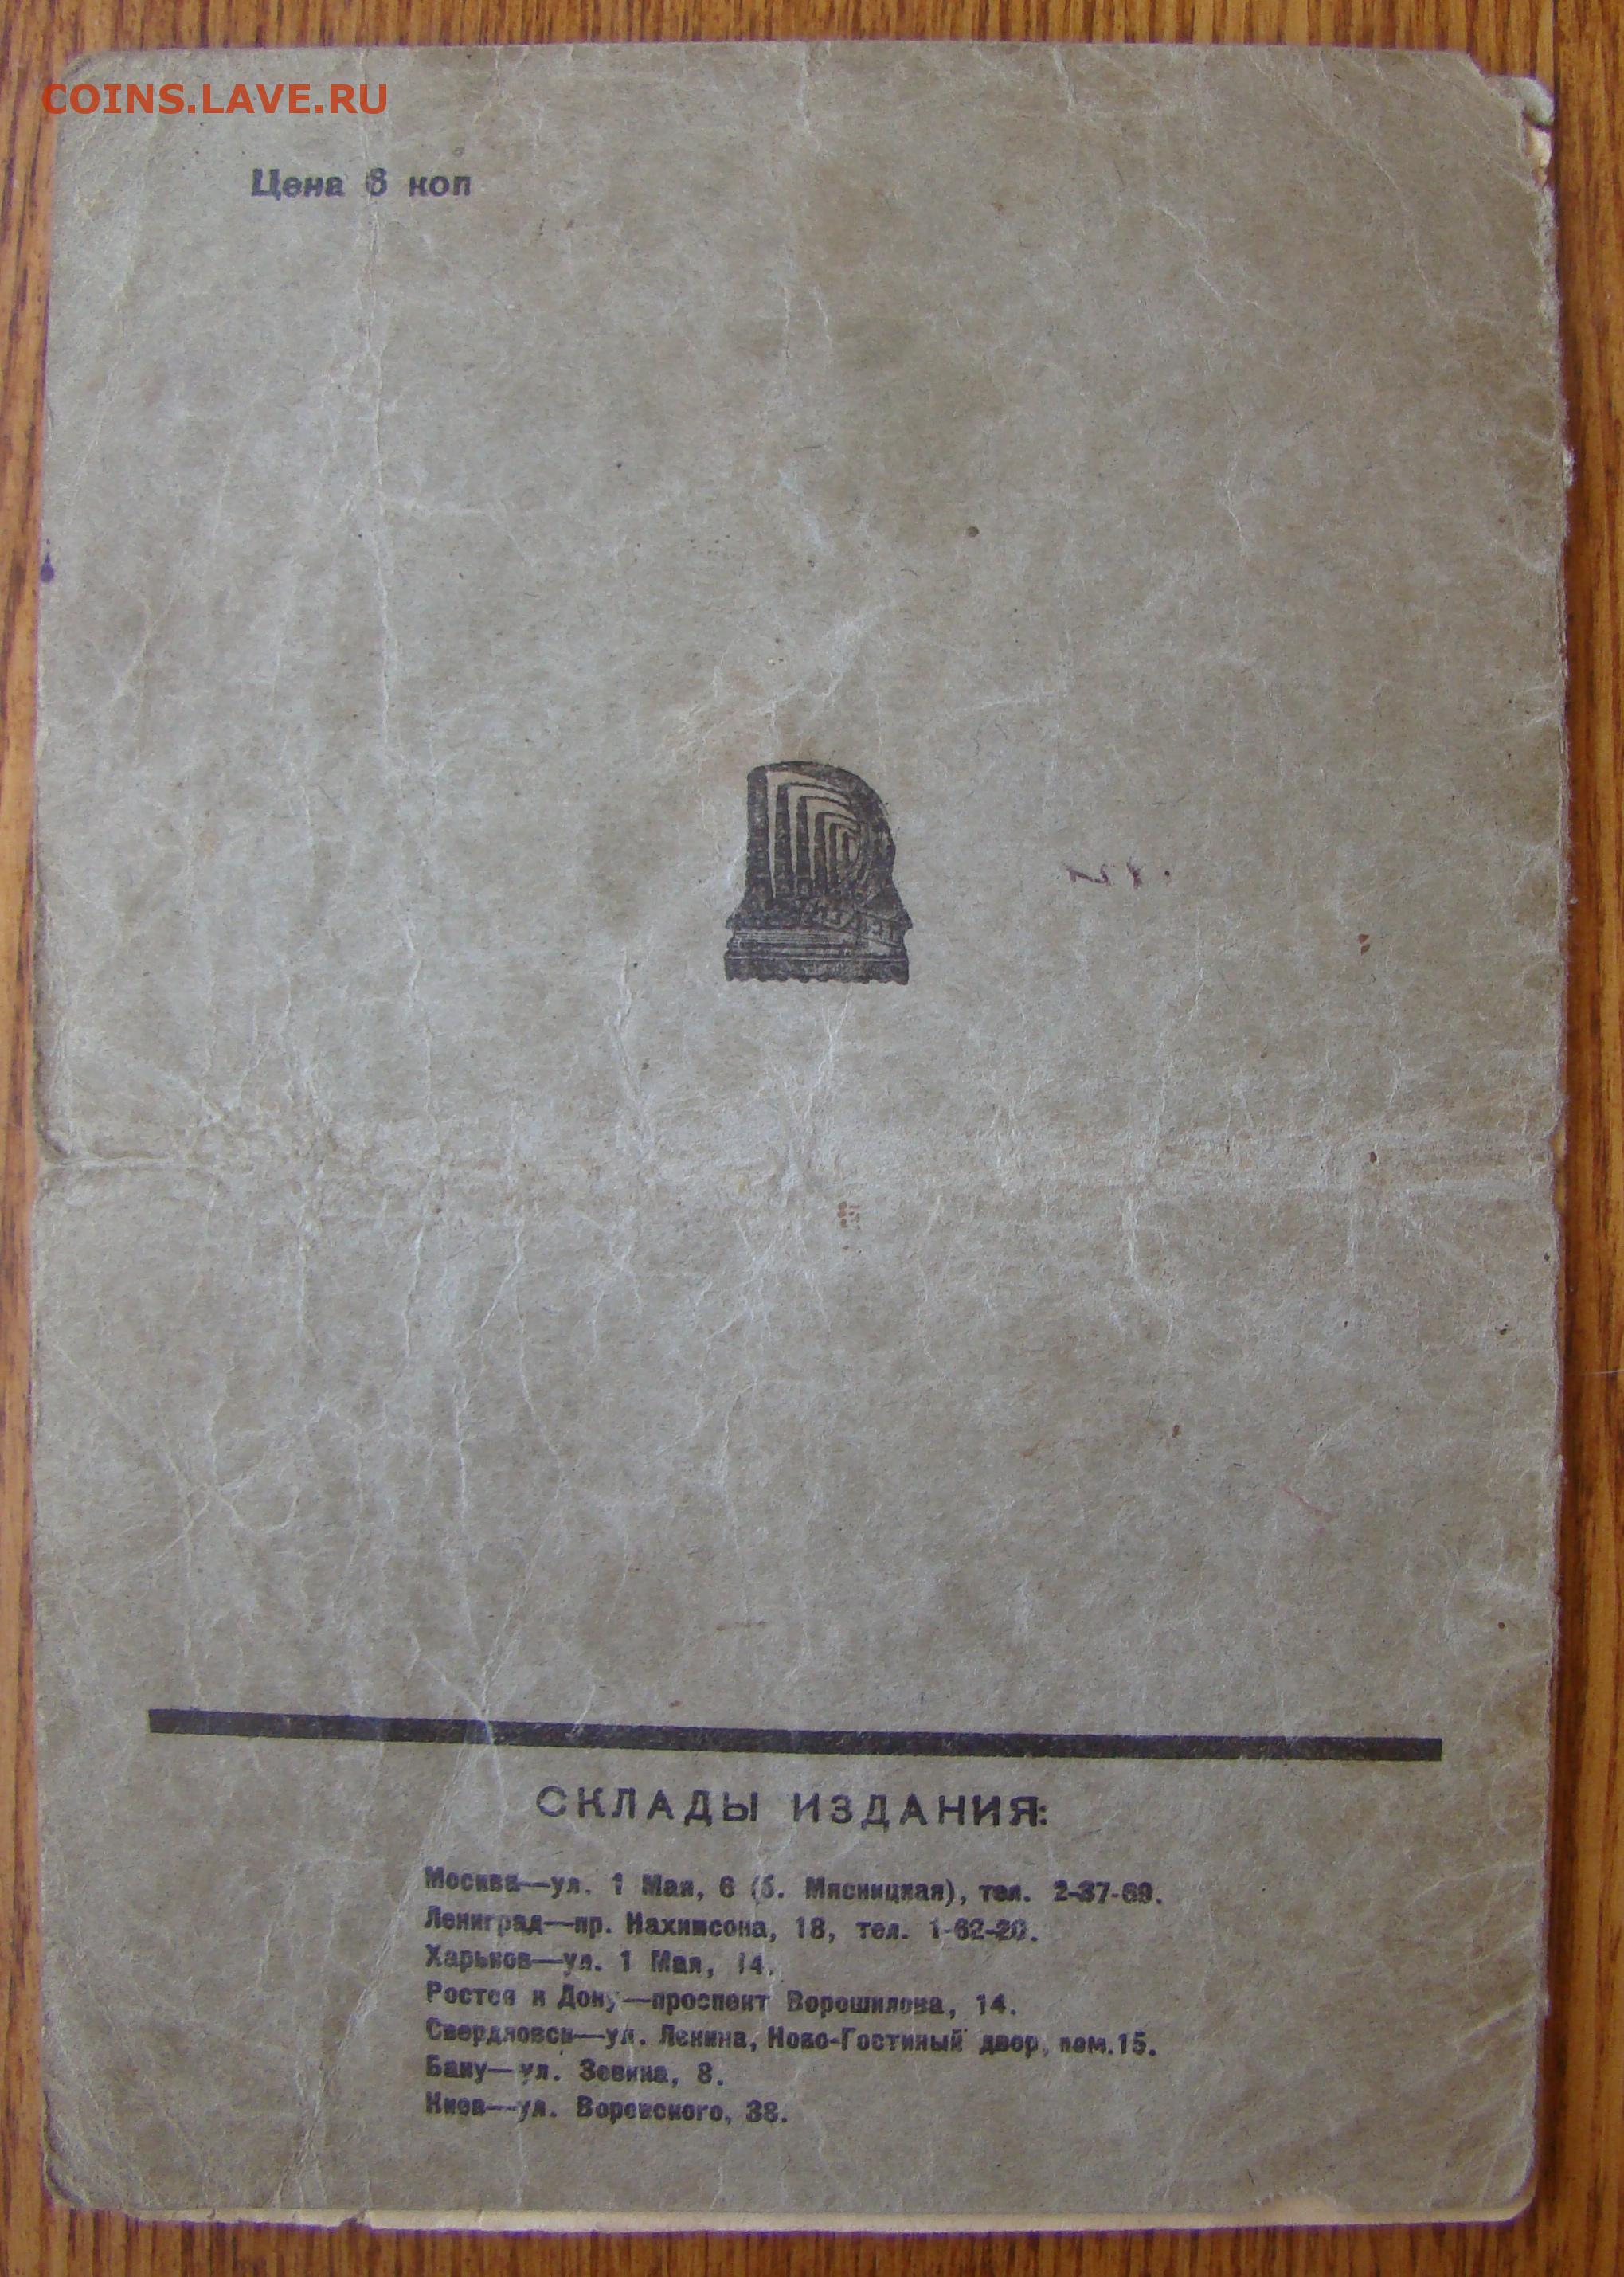 COINS.LAVE.RU
Цена 6 коп
СКЛАДЫ ИЗДАНИЯ:
Москва—ул. 1 Мая, 6 (б. Мясницкая), тел. 2-37-69.
Лениград—пр. Нахимсона, 18, тел. 1-62-20.
Харьков—ул. 1 Мая, 14.
Ростов н Дону—проспект Ворошилова, 14.
Свердловск—ул. Ленина, Ново-Гостиный двор, пом.15.
Баку—ул. Зевина, 8.
Киев—ул. Воровского, 38.